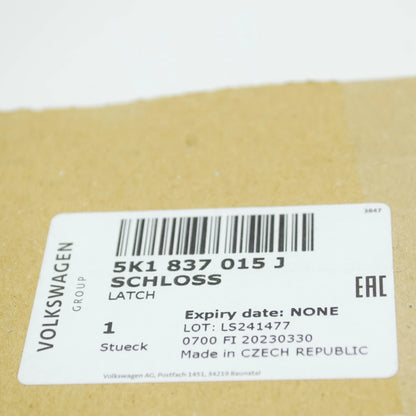 3847
VOLKSWAGEN
GROUP
5K1 837 015 J
SCHLOSS
LATCH
EAC
1
Stueck
Expiry date: NONE
LOT: LS241477
0700 FI 20230330
Made in CZECH REPUBLIC
Volkswagen AG, Postfach 1451, 34219 Baunatal